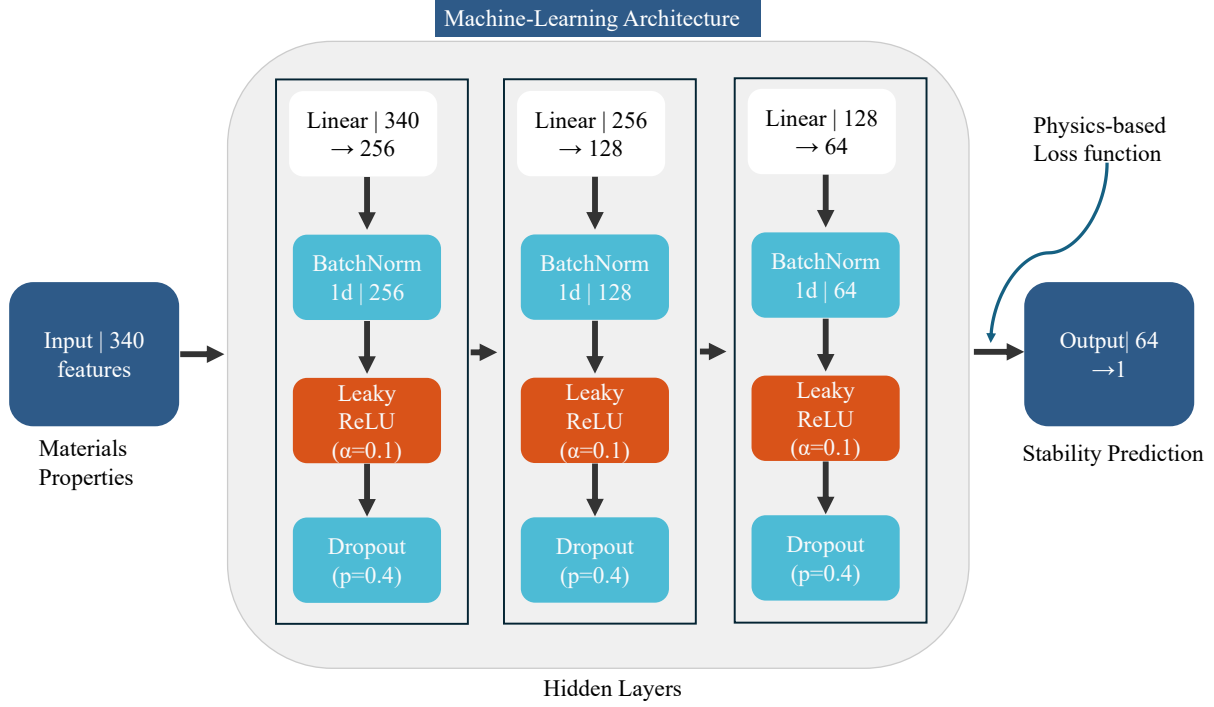 Machine-Learning Architecture
Input | 340
features
Materials
Properties
Linear | 340
→ 256
BatchNorm
1d | 256
Leaky
ReLU
(α=0.1)
Dropout
(p=0.4)
Linear | 256
→ 128
BatchNorm
1d | 128
Leaky
ReLU
(α=0.1)
Dropout
(p=0.4)
Linear | 128
→ 64
BatchNorm
1d | 64
Leaky
ReLU
(α=0.1)
Dropout
(p=0.4)
Hidden Layers
Physics-based
Loss function
Output| 64
→1
Stability Prediction